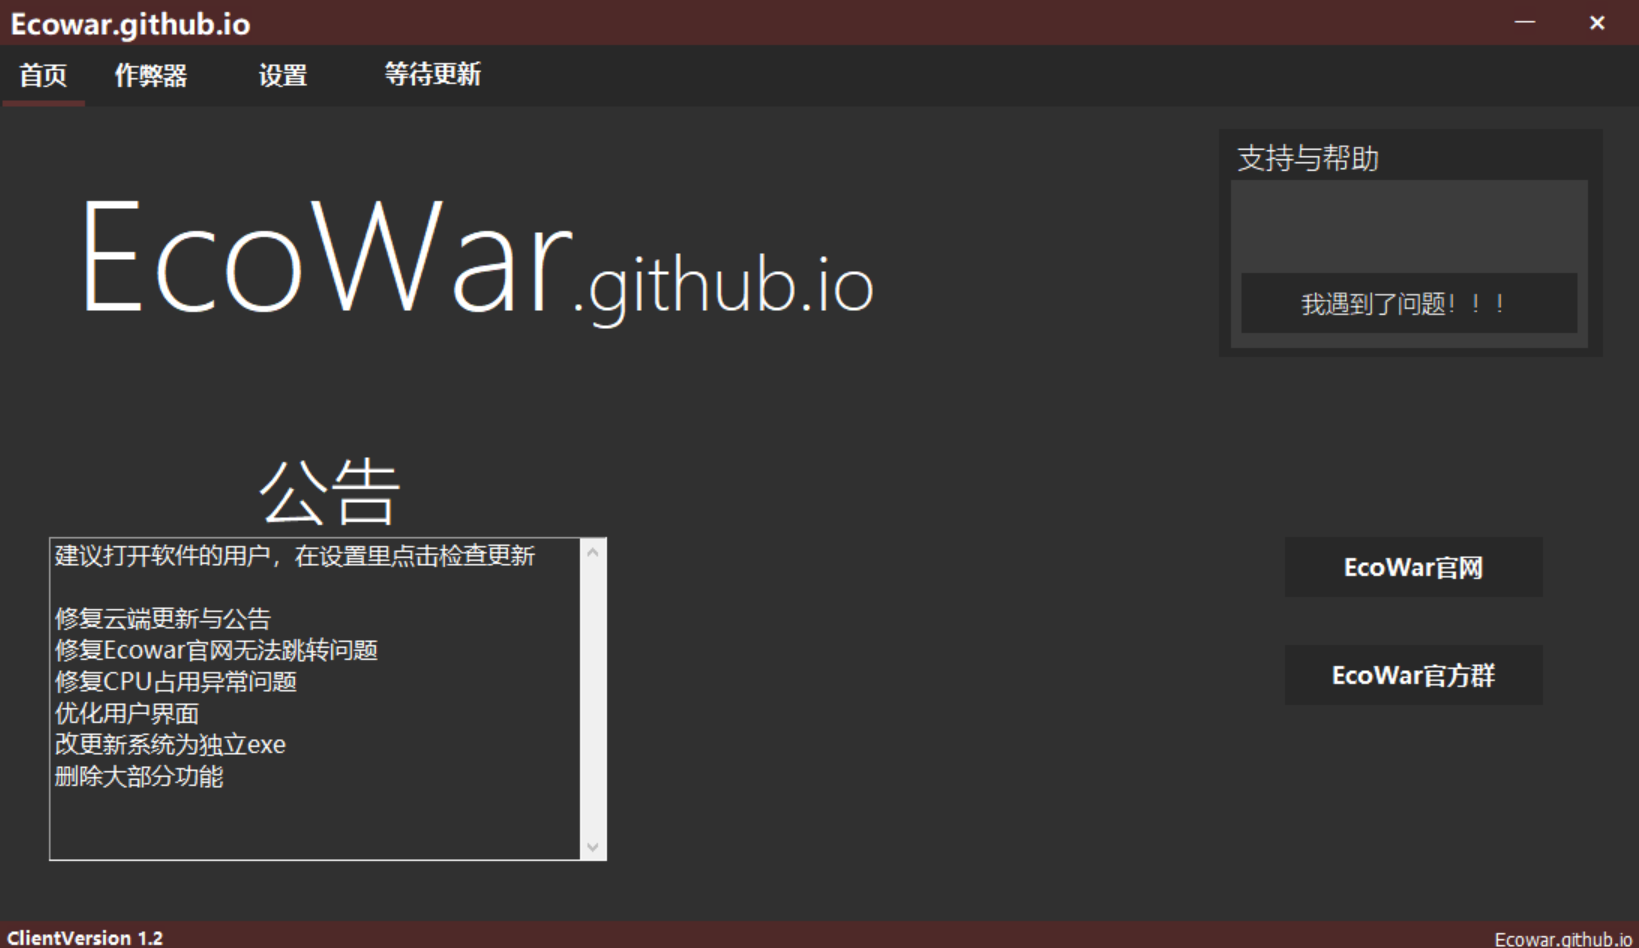 Ecowar.github.io
首页 作弊器 设置 等待更新
支持与帮助
EcoWar.github.io
我遇到了问题！！！
公告
建议打开软件的用户，在设置里点击检查更新
修复云端更新与公告
修复Ecowar官网无法跳转问题
修复CPU占用异常问题
优化用户界面
改更新系统为独立exe
删除大部分功能
EcoWar官网
EcoWar官方群
ClientVersion 1.2
Ecowar.github.io